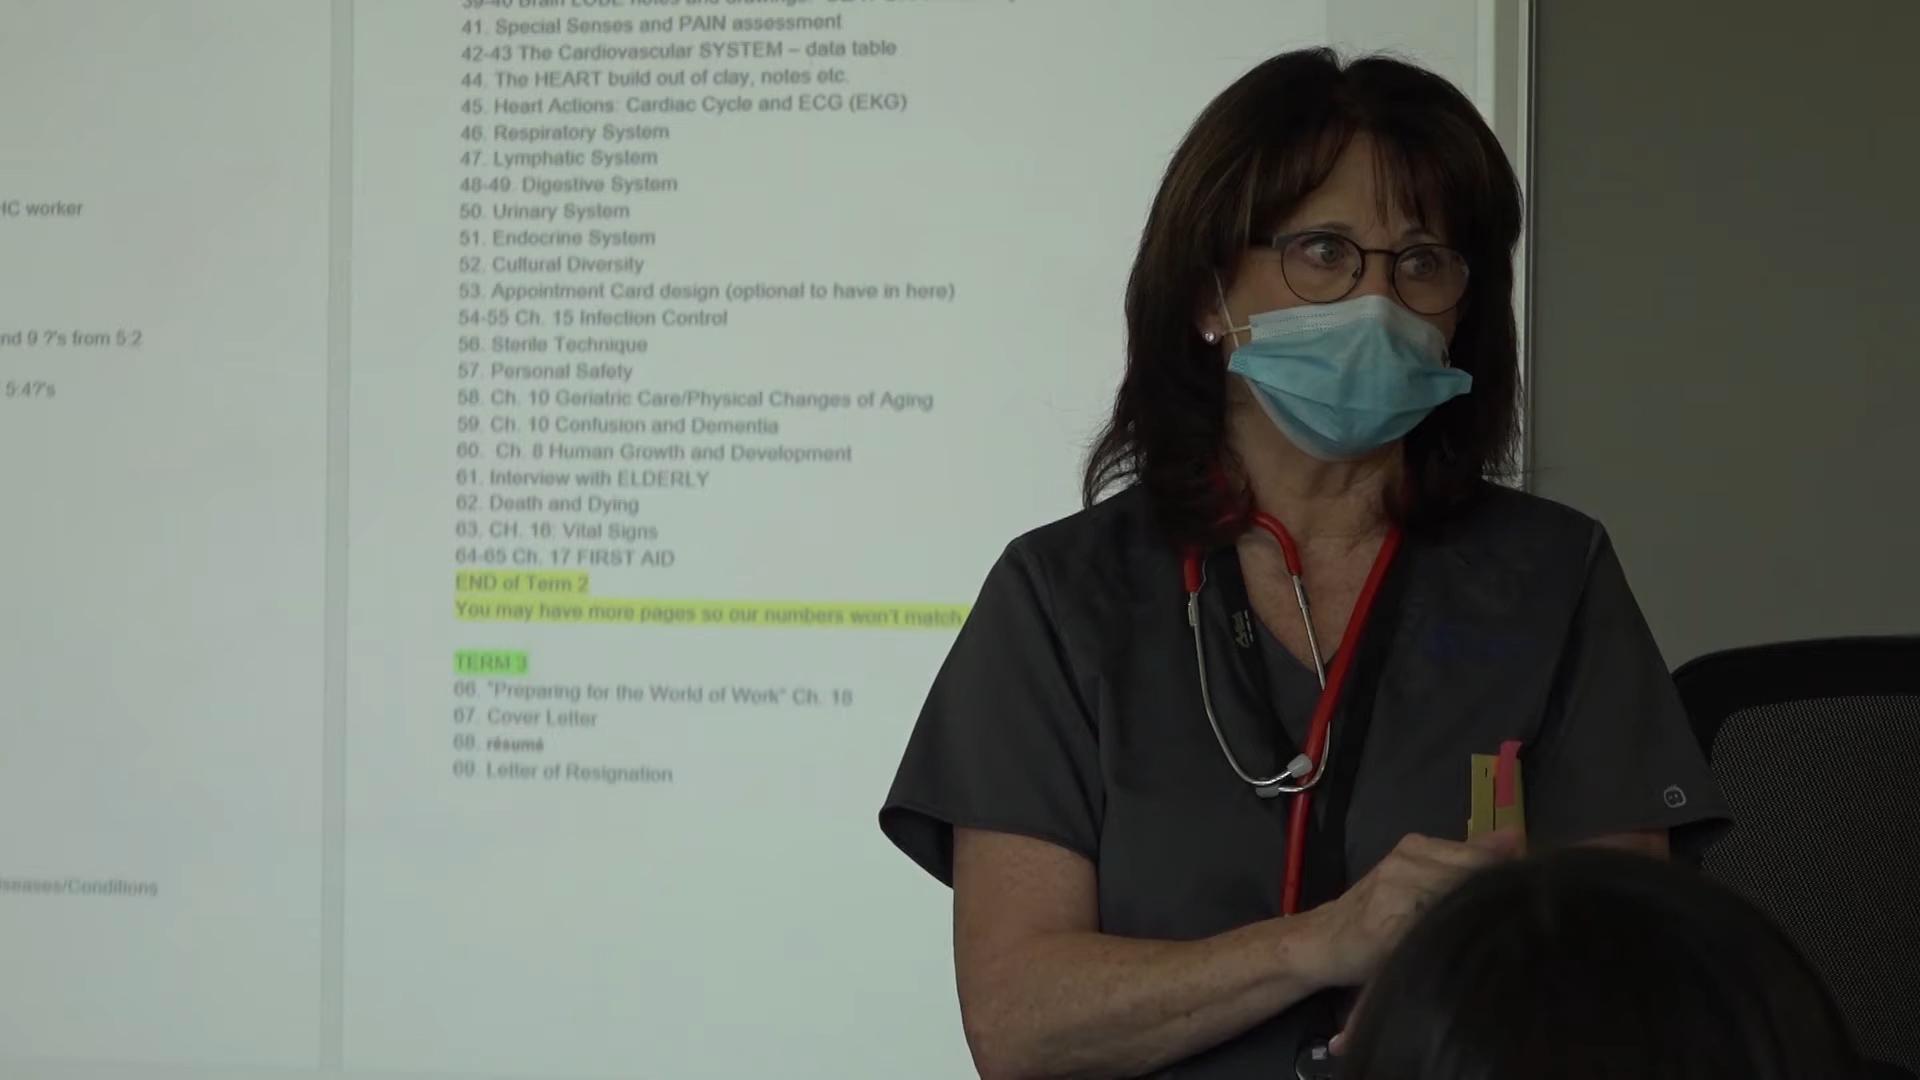 HC worker
nd 9 ?'s from 5:2
5:4?'s
seases/Conditions
39-40 Brain
41. Special Senses and PAIN assessment
42-43 The Cardiovascular SYSTEM – data table
44. The HEART build out of clay, notes etc.
45. Heart Actions: Cardiac Cycle and ECG (EKG)
46. Respiratory System
47. Lymphatic System
48-49. Digestive System
50. Urinary System
51. Endocrine System
52. Cultural Diversity
53. Appointment Card design (optional to have in here)
54-55 Ch. 15 Infection Control
56. Sterile Technique
57. Personal Safety
58. Ch. 10 Geriatric Care/Physical Changes of Aging
59. Ch. 10 Confusion and Dementia
60. Ch. 8 Human Growth and Development
61. Interview with ELDERLY
62. Death and Dying
63. CH. 16: Vital Signs
64-65 Ch. 17 FIRST AID
END of Term 2
You may have more pages so our numbers won't match
TERM 3
66. "Preparing for the World of Work" Ch. 18
67. Cover Letter
68. résumé
69. Letter of Resignation